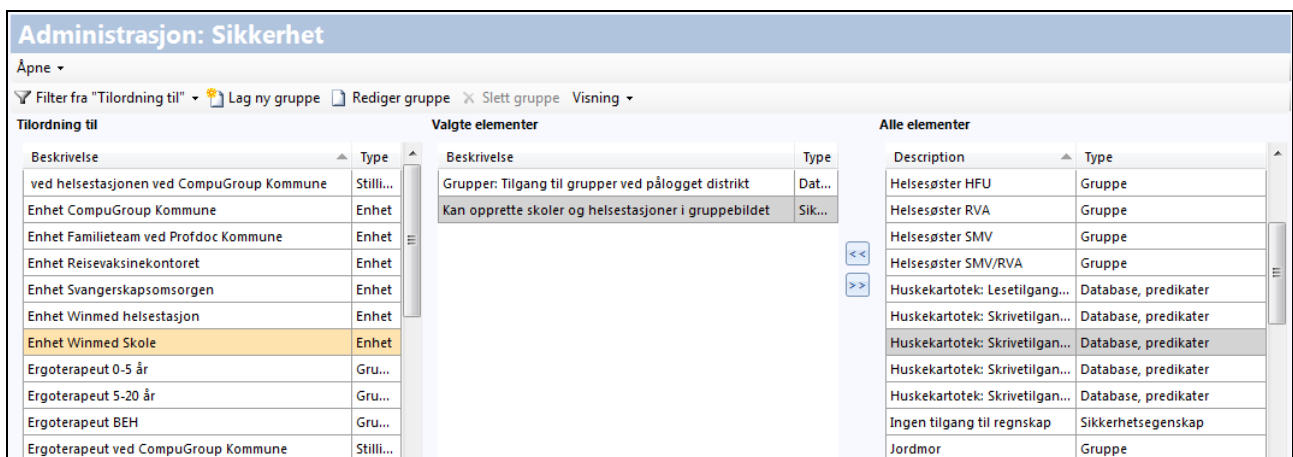 Administrasjon: Sikkerhet
Åpne
Filter fra "Tilordning til" Lag ny gruppe Rediger gruppe Slett gruppe Visning
Tilordning til Valgte elementer Alle elementer
Beskrivelse Type Beskrivelse Type Description Type
ved helsestasjonen ved CompuGroup Kommune Stilli... Grupper: Tilgang til grupper ved pålogget distrikt Dat... Helsesøster HFU Gruppe
Enhet CompuGroup Kommune Enhet Kan opprette skoler og helsestasjoner i gruppebildet Sik... Helsesøster RVA Gruppe
Enhet Familieteam ved Profdoc Kommune Enhet Helsesøster SMV Gruppe
Enhet Reisevaksinekontoret Enhet << Helsesøster SMV/RVA Gruppe
Enhet Svangerskapsomsorgen Enhet >> Huskekartotek: Lesetilgang... Database, predikater
Enhet Winmed helsestasjon Enhet Huskekartotek: Skrivetilgan... Database, predikater
Enhet Winmed Skole Enhet Huskekartotek: Skrivetilgan... Database, predikater
Ergoterapeut 0-5 år Gru... Huskekartotek: Skrivetilgan... Database, predikater
Ergoterapeut 5-20 år Gru... Huskekartotek: Skrivetilgan... Database, predikater
Ergoterapeut BEH Gru... Ingen tilgang til regnskap Sikkerhetsegenskap
Ergoterapeut ved CompuGroup Kommune Stilli... Jordmor Gruppe